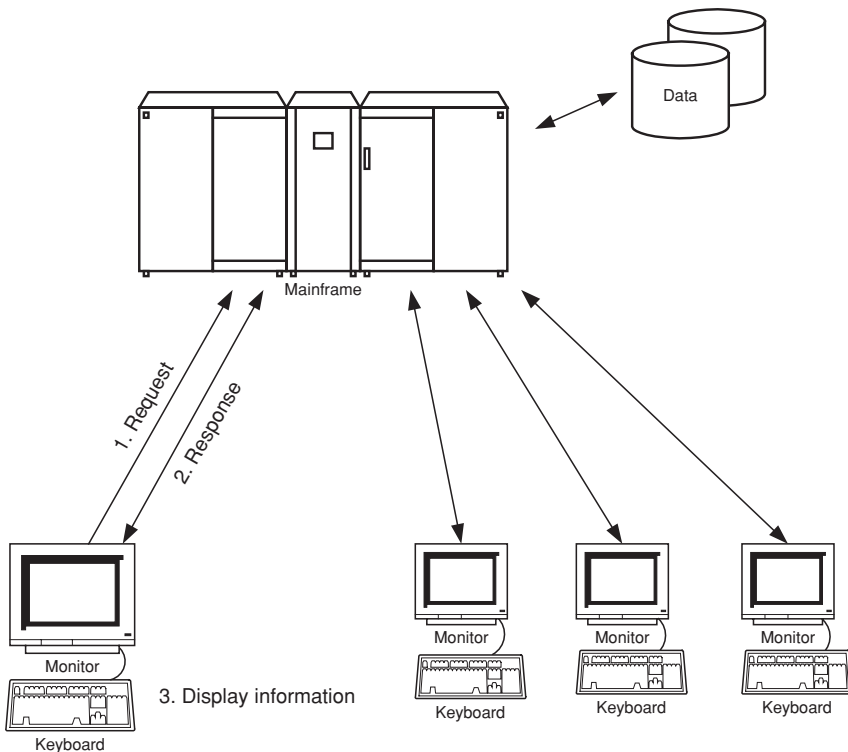 Data
Mainframe
1. Request
2. Response
Monitor
Keyboard
3. Display information
Monitor
Keyboard
Monitor
Keyboard
Monitor
Keyboard